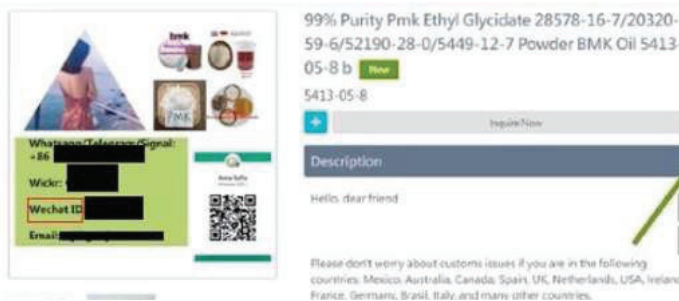 99% Purity Pmk Ethyl Glycidate 28578-16-7/20320-
59-6/52190-28-0/5449-12-7 Powder BMK Oil 5413-
05-8 b New
5413-05-8
+ Inquire Now
Description
Hello, dear friend
Please don't worry about customs issues if you are in the following
countries: Mexico, Australia, Canada, Spain, UK, Netherlands, USA, Ireland
France, Germany, Brasil, Italy, and many other countries.
bmk
PMK
Whatsapp/Telegram/Signal:
+86
Wickr:
Wechat ID
Email: